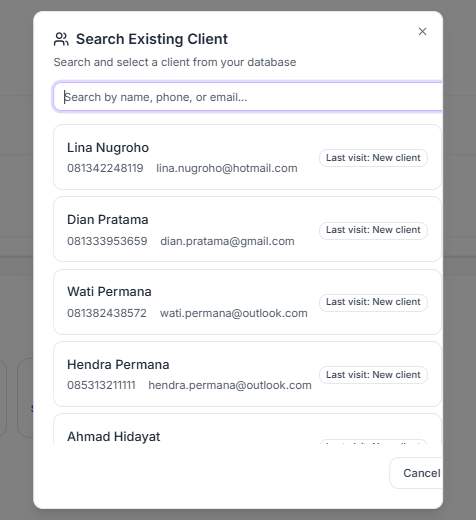 Search Existing Client
Search and select a client from your database
Search by name, phone, or email...
Lina Nugroho
081342248119 lina.nugroho@hotmail.com
Last visit: New client
Dian Pratama
081333953659 dian.pratama@gmail.com
Last visit: New client
Wati Permana
081382438572 wati.permana@outlook.com
Last visit: New client
Hendra Permana
085313211111 hendra.permana@outlook.com
Last visit: New client
Ahmad Hidayat
Cancel